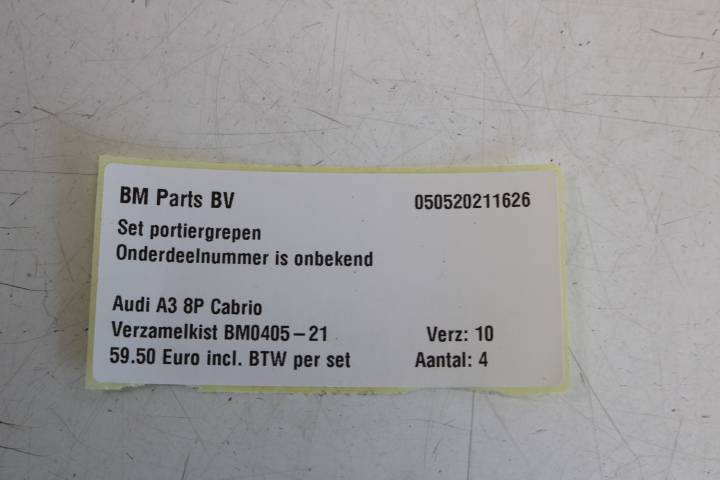 BM Parts BV 050520211626
Set portiergrepen
Onderdeelnummer is onbekend
Audi A3 8P Cabrio
Verzamelkist BM0405-21 Verz: 10
59.50 Euro incl. BTW per set Aantal: 4